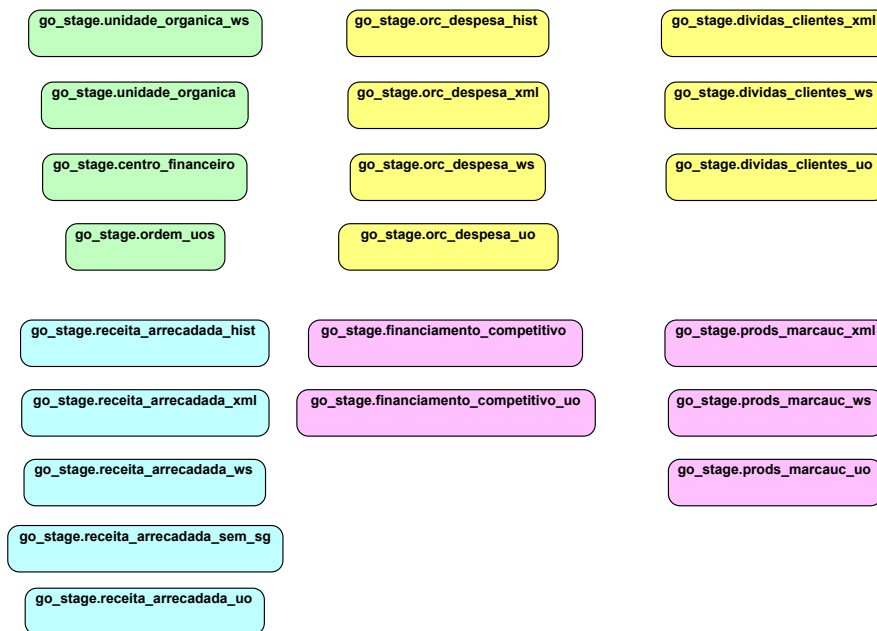 go_stage.unidade_organica_ws
go_stage.unidade_organica
go_stage.centro_financeiro
go_stage.ordem_uos
go_stage.orc_despesa_hist
go_stage.orc_despesa_xml
go_stage.orc_despesa_ws
go_stage.orc_despesa_uo
go_stage.dividas_clientes_xml
go_stage.dividas_clientes_ws
go_stage.dividas_clientes_uo
go_stage.receita_arrecadada_hist
go_stage.receita_arrecadada_xml
go_stage.receita_arrecadada_ws
go_stage.receita_arrecadada_sem_sg
go_stage.receita_arrecadada_uo
go_stage.financiamento_competitivo
go_stage.financiamento_competitivo_uo
go_stage.prods_marcauc_xml
go_stage.prods_marcauc_ws
go_stage.prods_marcauc_uo